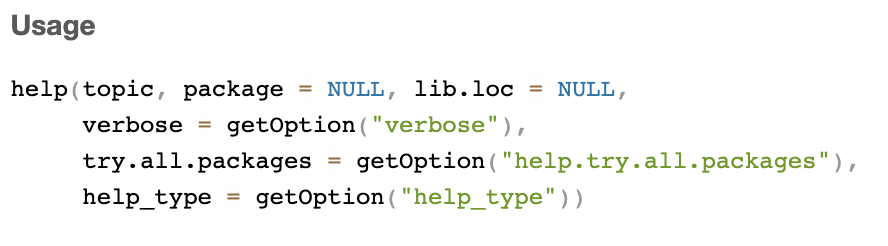 Usage
help(topic, package = NULL, lib.loc = NULL,
     verbose = getOption("verbose"),
     try.all.packages = getOption("help.try.all.packages"),
     help_type = getOption("help_type"))